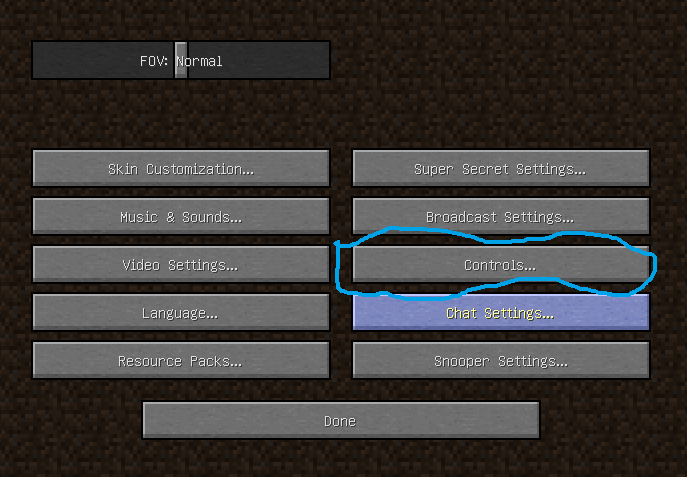 FOV: Normal
Skin Customization...
Super Secret Settings...
Music & Sounds...
Broadcast Settings...
Video Settings...
Controls...
Language...
Chat Settings...
Resource Packs...
Snooper Settings...
Done